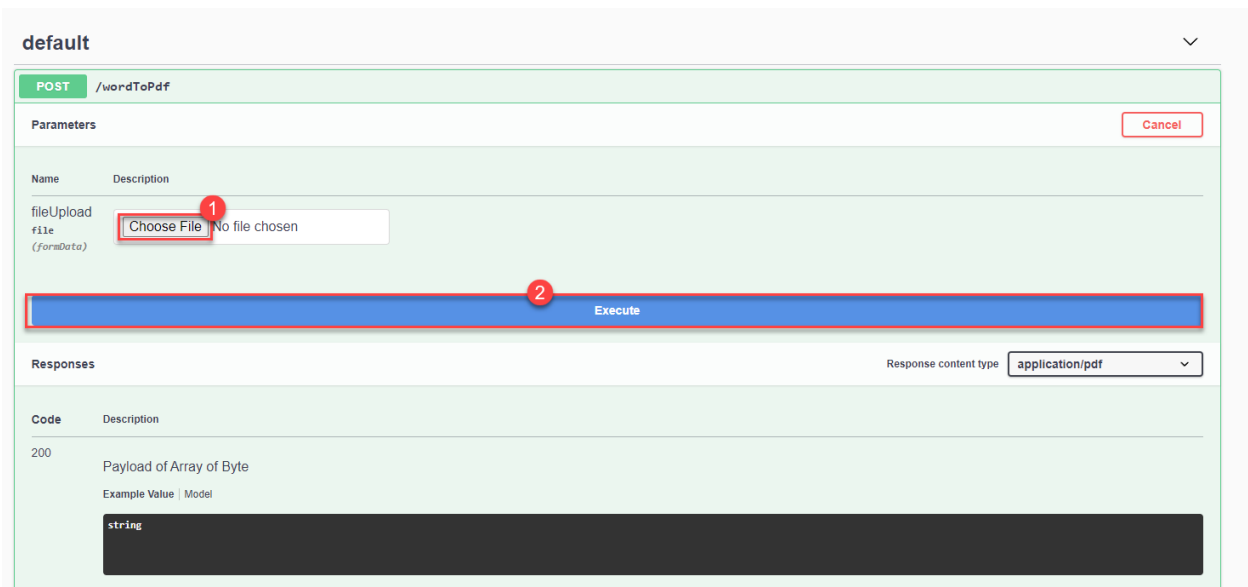 default
POST /wordToPdf
Parameters
Cancel
Name Description
fileUpload
file
(formData)
1
Choose File No file chosen
2
Execute
Responses
Response content type application/pdf
Code Description
200
Payload of Array of Byte
Example Value | Model
string